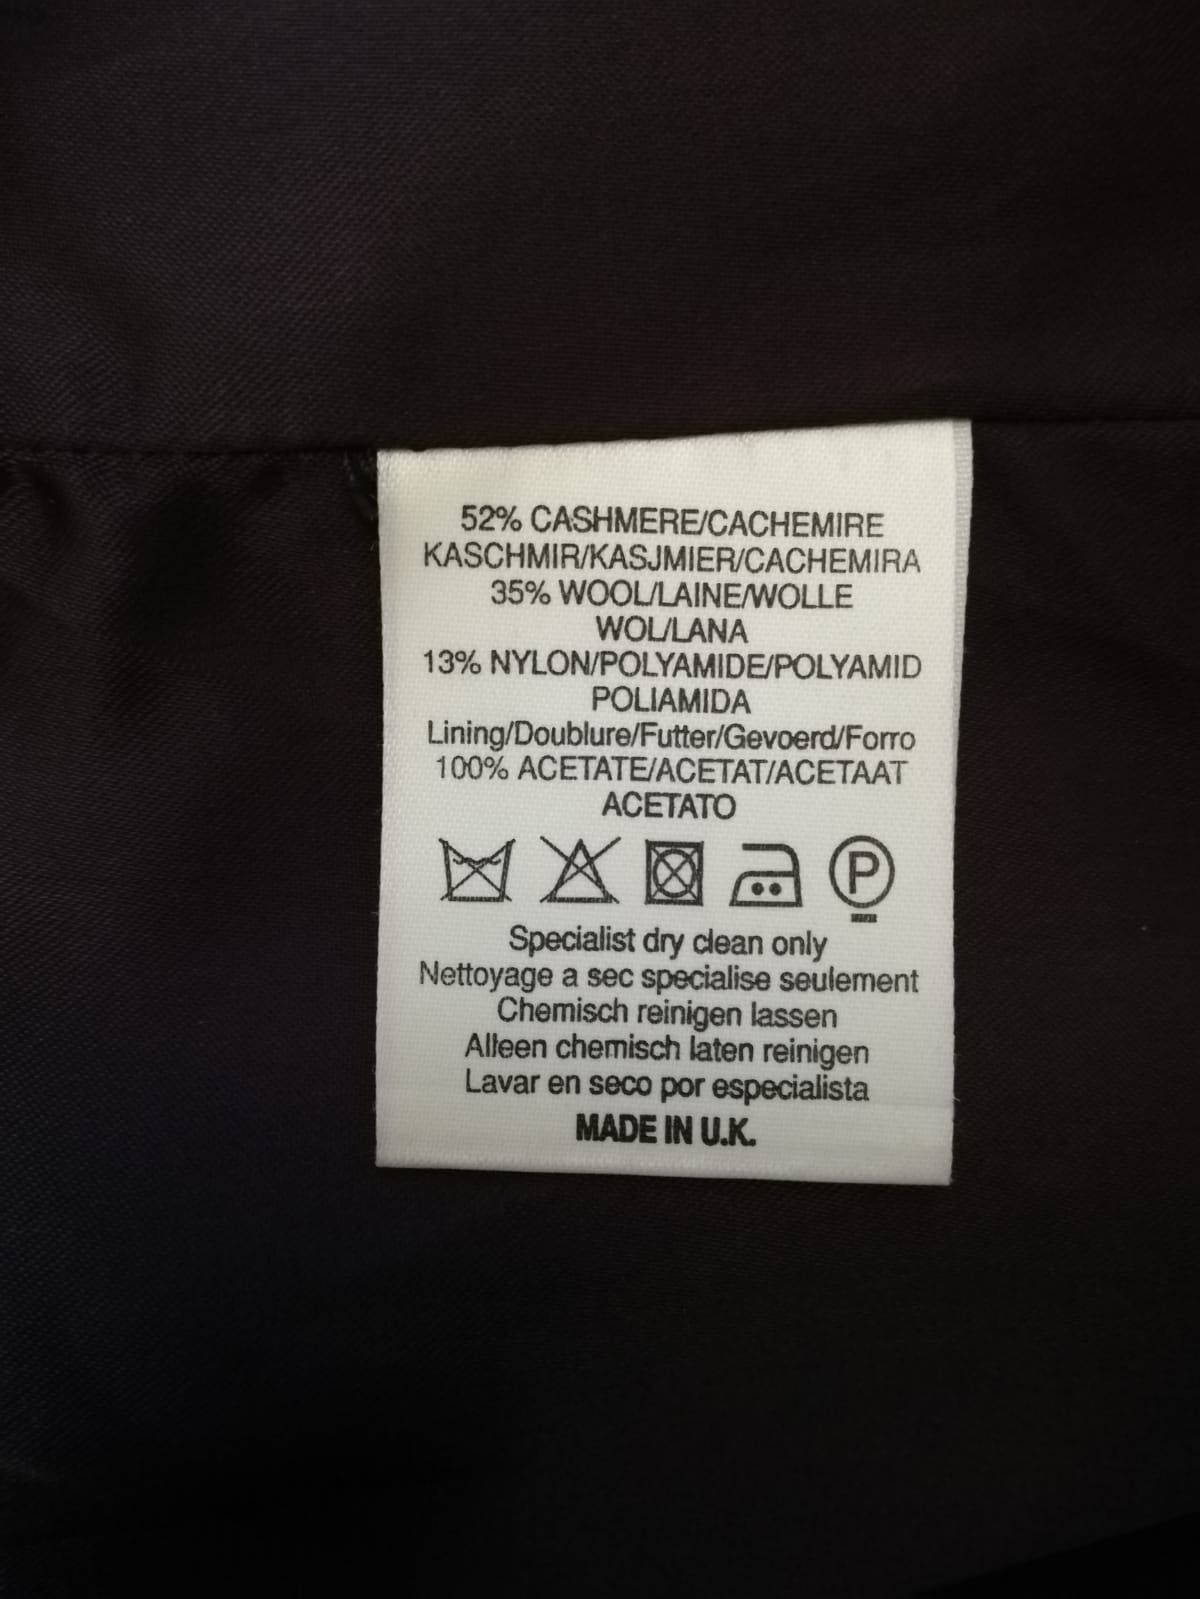 52% CASHMERE/CACHEMIRE
KASCHMIR/KASJMIER/CACHEMIRA
35% WOOL/LAINE/WOLLE
WOL/LANA
13% NYLON/POLYAMIDE/POLYAMID
POLIAMIDA
Lining/Doublure/Futter/Gevoerd/Forro
100% ACETATE/ACETAT/ACETAAT
ACETATO
P
Specialist dry clean only
Nettoyage a sec specialise seulement
Chemisch reinigen lassen
Alleen chemisch laten reinigen
Lavar en seco por especialista
MADE IN U.K.